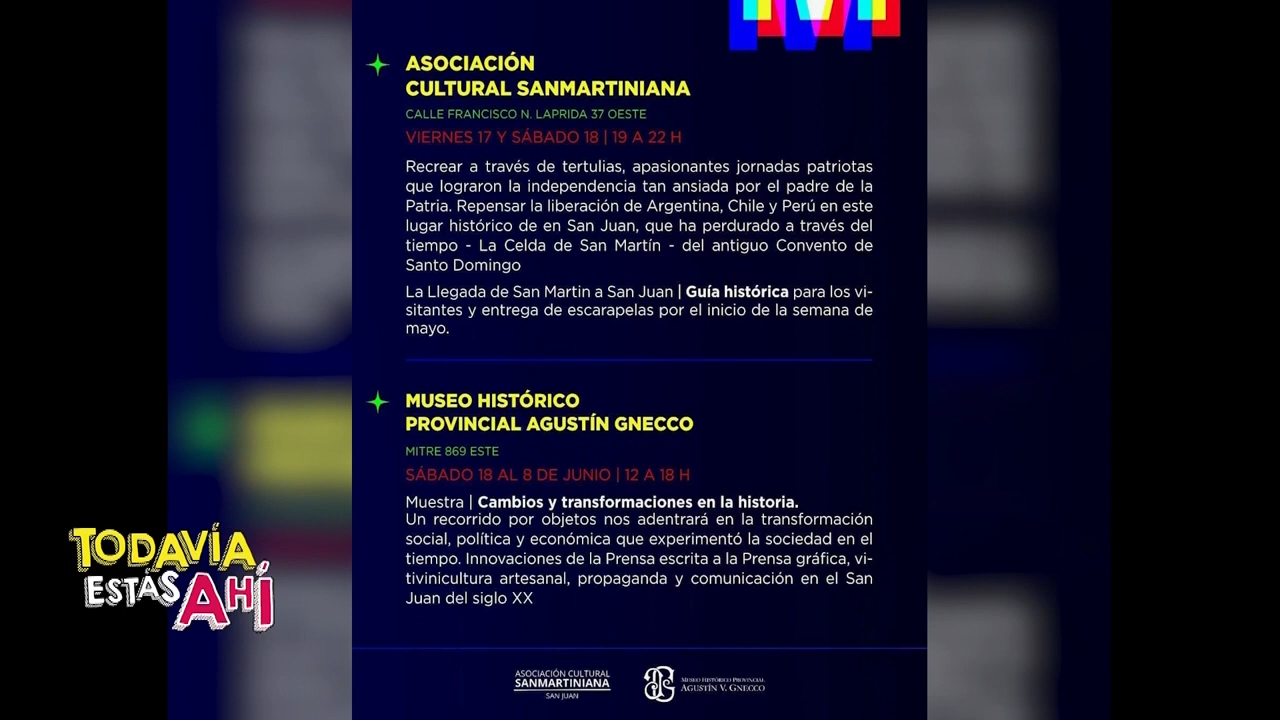 ASOCIACIÓN
CULTURAL SANMARTINIANA
CALLE FRANCISCO N. LAPRIDA 37 OESTE
VIERNES 17 Y SÁBADO 18 | 19 A 22 H
Recrear a través de tertulias, apasionantes jornadas patriotas
que lograron la independencia tan ansiada por el padre de la
Patria. Repensar la liberación de Argentina, Chile y Perú en este
lugar histórico de en San Juan, que ha perdurado a través del
tiempo - La Celda de San Martín - del antiguo Convento de
Santo Domingo
La Llegada de San Martin a San Juan | Guía histórica para los vi-
sitantes y entrega de escarapelas por el inicio de la semana de
mayo.
MUSEO HISTÓRICO
PROVINCIAL AGUSTÍN GNECCO
MITRE 869 ESTE
SÁBADO 18 AL 8 DE JUNIO | 12 A 18 H
Muestra | Cambios y transformaciones en la historia.
Un recorrido por objetos nos adentrará en la transformación
social, política y económica que experimentó la sociedad en el
tiempo. Innovaciones de la Prensa escrita a la Prensa gráfica, vi-
tivinicultura artesanal, propaganda y comunicación en el San
Juan del siglo XX
TODAVÍA
ESTÁS AHÍ
ASOCIACIÓN CULTURAL
SANMARTINIANA
SAN JUAN
MUSEO HISTÓRICO PROVINCIAL
AGUSTÍN V. GNECCO